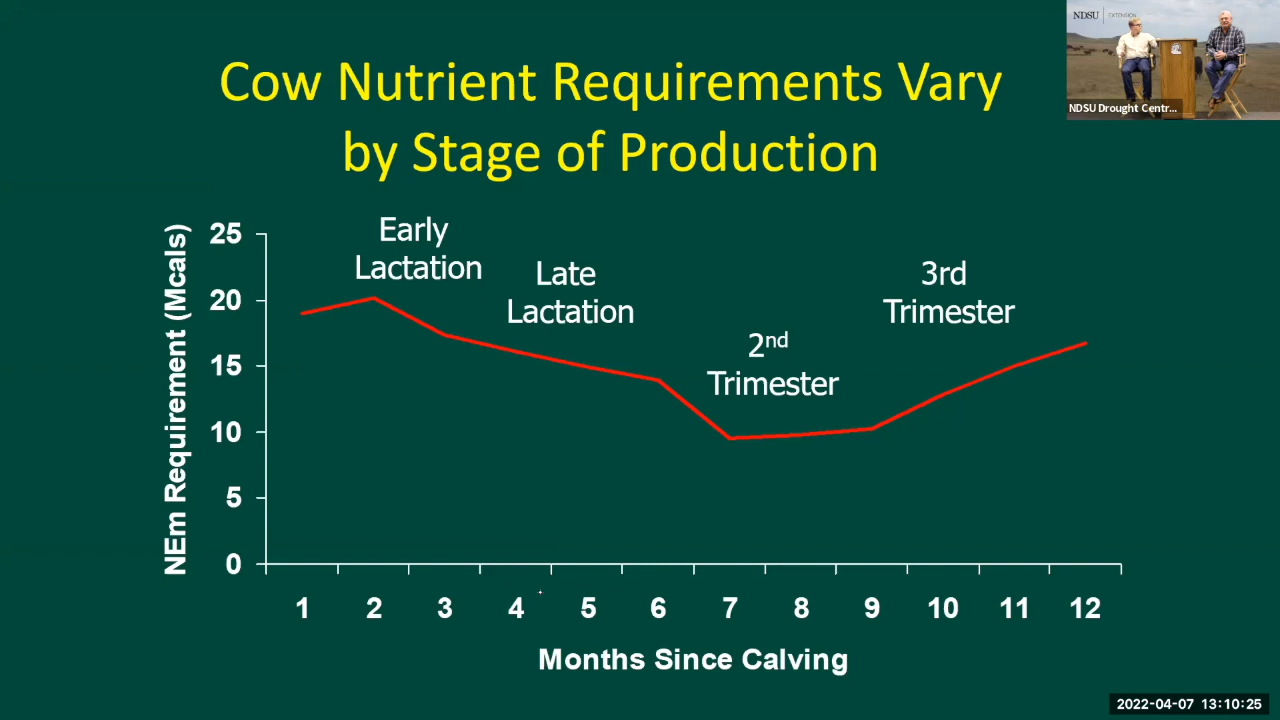 Cow Nutrient Requirements Vary
by Stage of Production
NDSU EXTENSION
NDSU Drought Centr...
NEm Requirement (Mcals)
25
20
15
10
5
0
Early
Lactation
Late
Lactation
2nd
Trimester
3rd
Trimester
1 2 3 4 5 6 7 8 9 10 11 12
Months Since Calving
2022-04-07 13:10:25